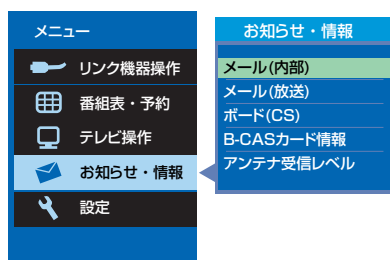 メニュー
リンク機器操作
番組表・予約
テレビ操作
お知らせ・情報
設定
お知らせ・情報
メール(内部)
メール(放送)
ボード(CS)
B-CASカード情報
アンテナ受信レベル